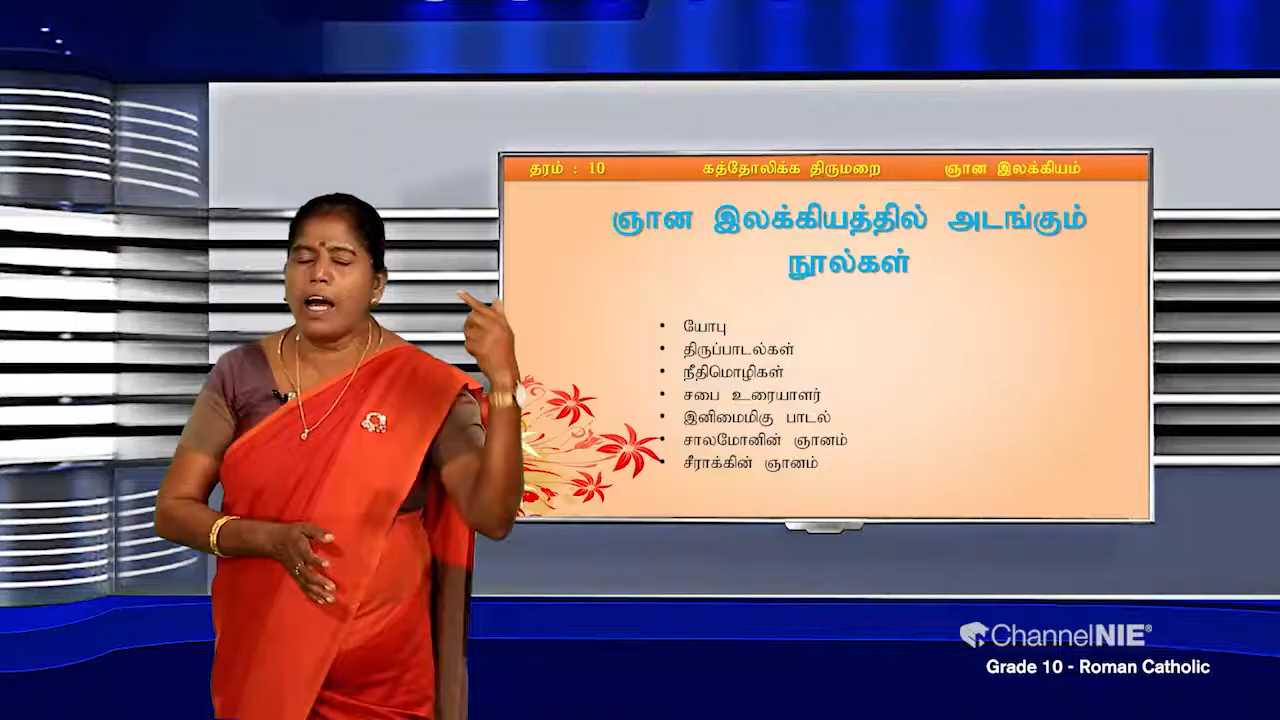 தரம் : 10 கத்தோலிக்க திருமறை ஞான இலக்கியம்
ஞான இலக்கியத்தில் அடங்கும்
நூல்கள்
• யோபு
• திருப்பாடல்கள்
• நீதிமொழிகள்
• சபை உரையாளர்
• இனிமைமிகு பாடல்
• சாலமோனின் ஞானம்
• சீராக்கின் ஞானம்
ChannelNIE®
Grade 10 - Roman Catholic